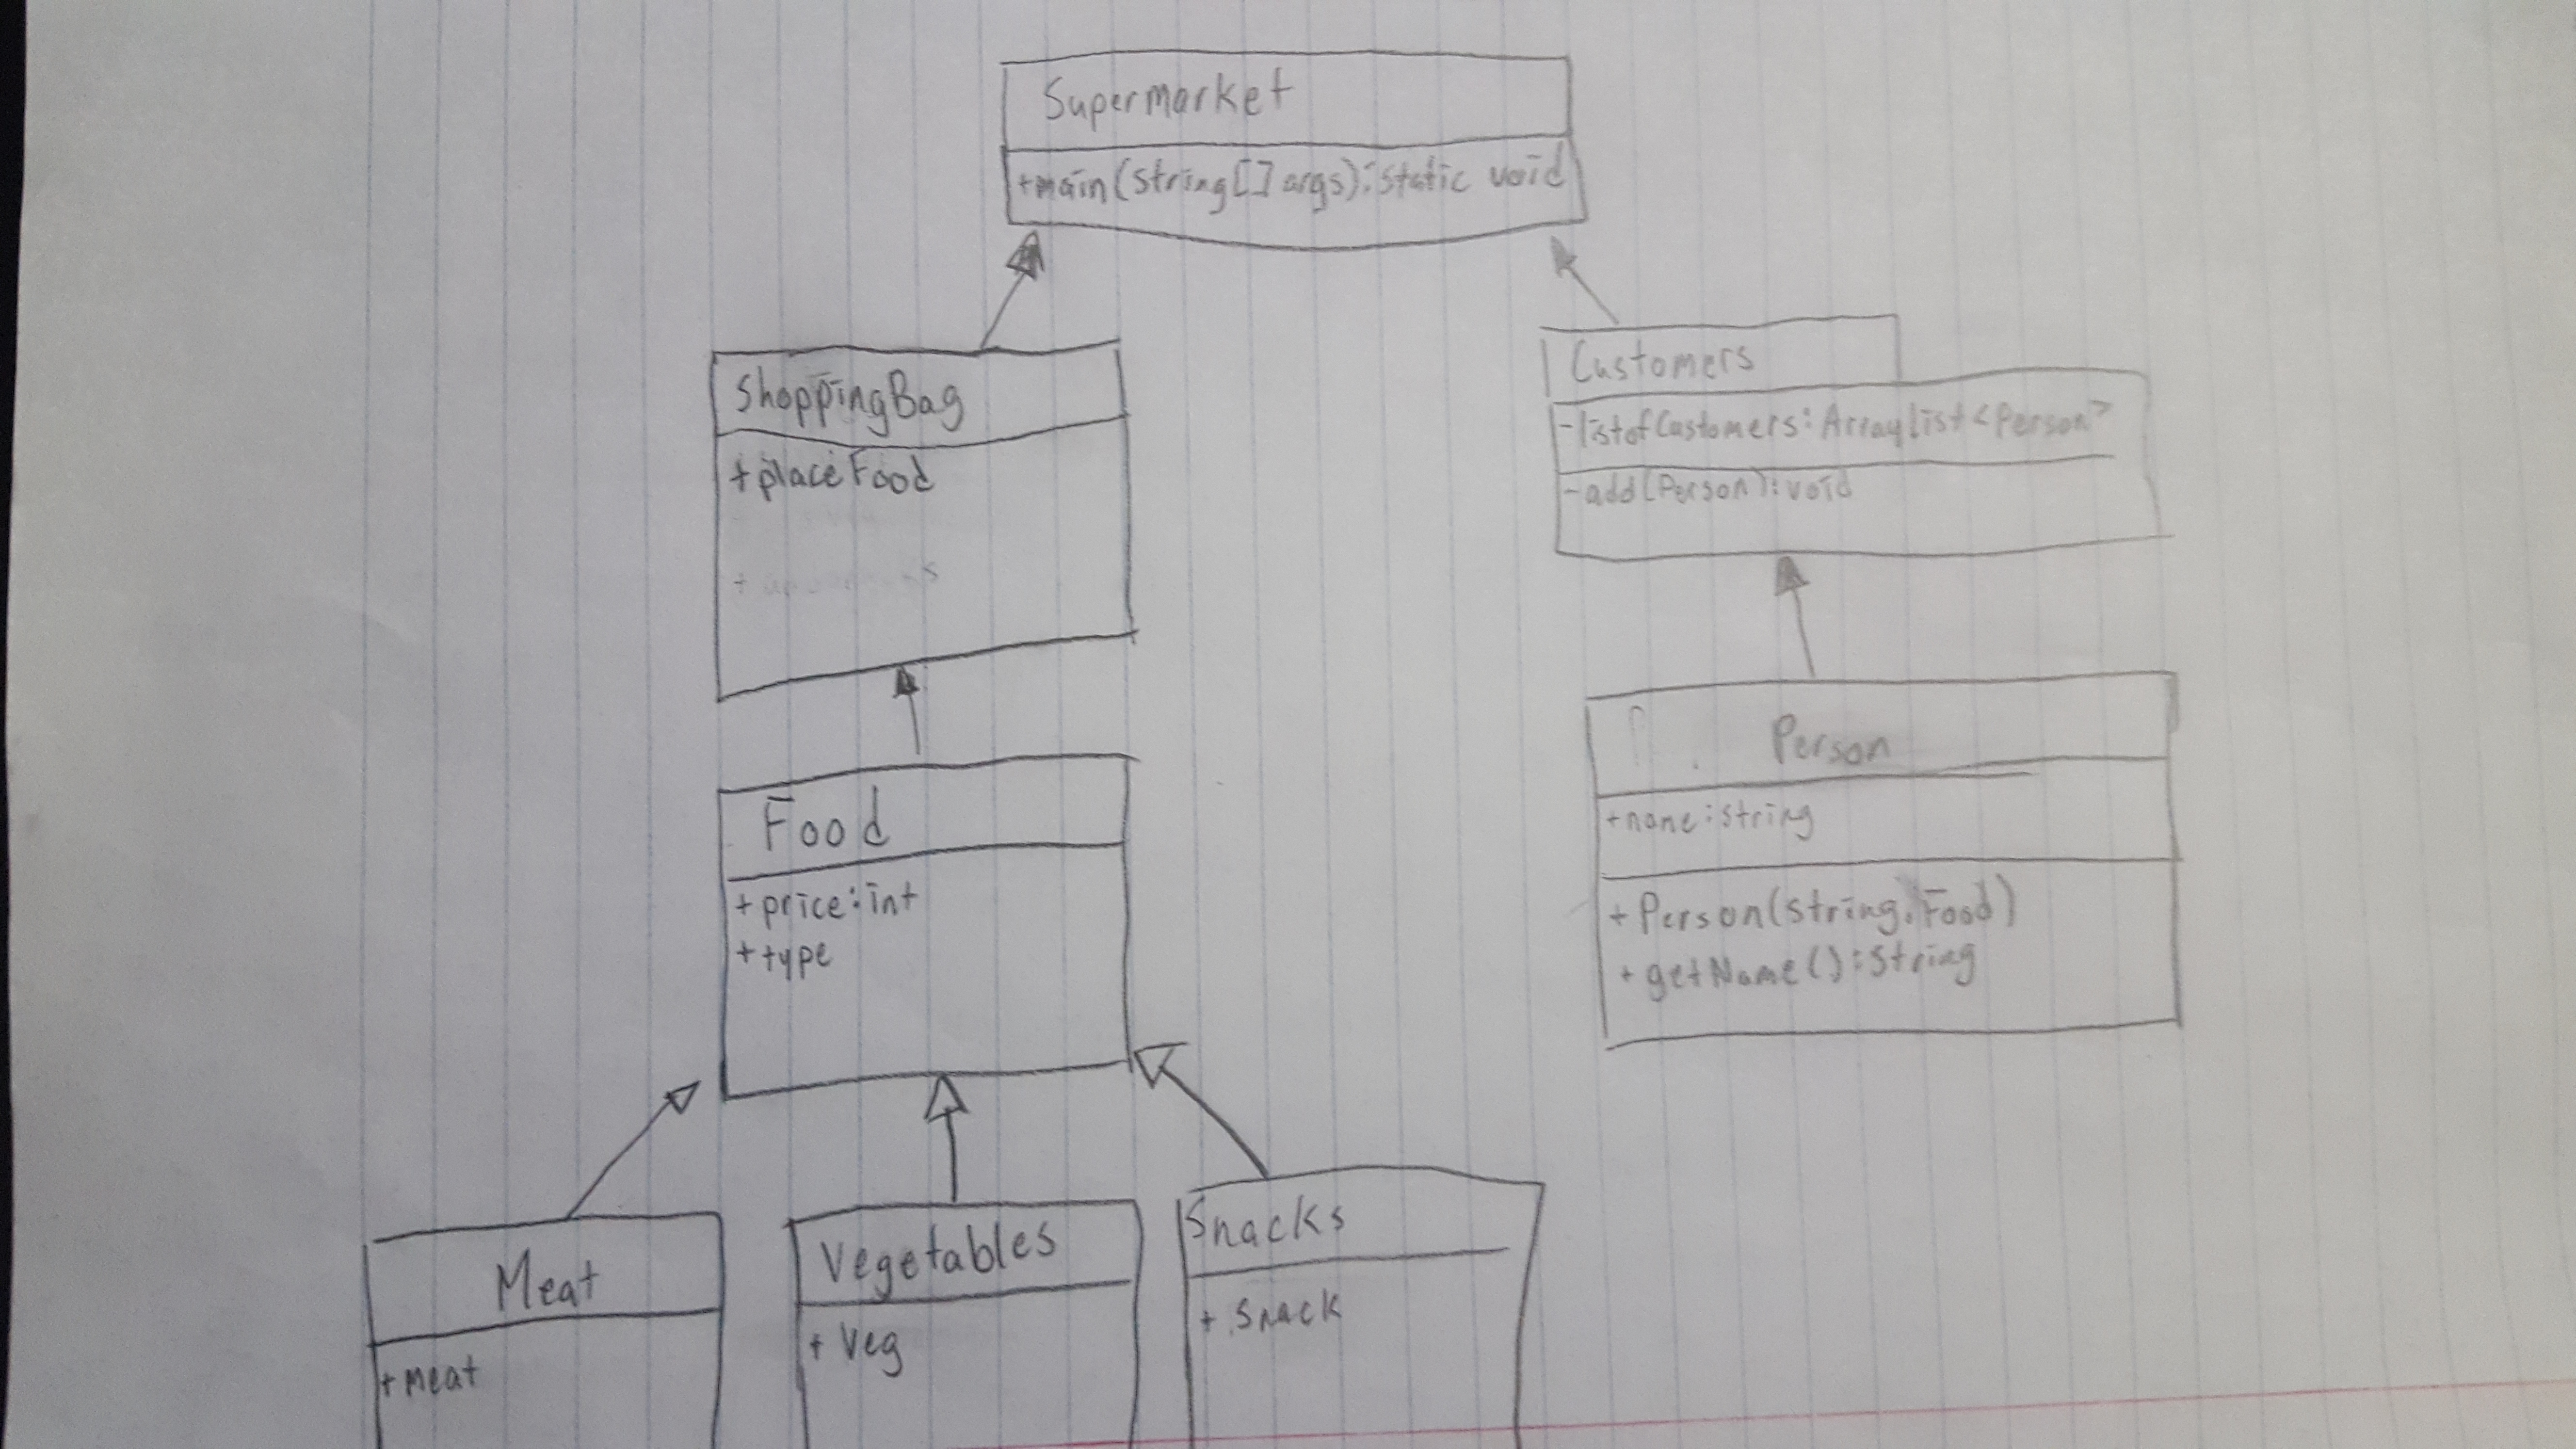 Supermarket
+main(string[] args):static void
ShoppingBag
+placeFood
Customers
-listofCustomers:Arraylist<Person>
-add(Person):void
Food
+price:int
+type
Person
+name:string
+Person(string,Food)
+getName():string
Meat
+meat
Vegetables
+veg
Snacks
+snack